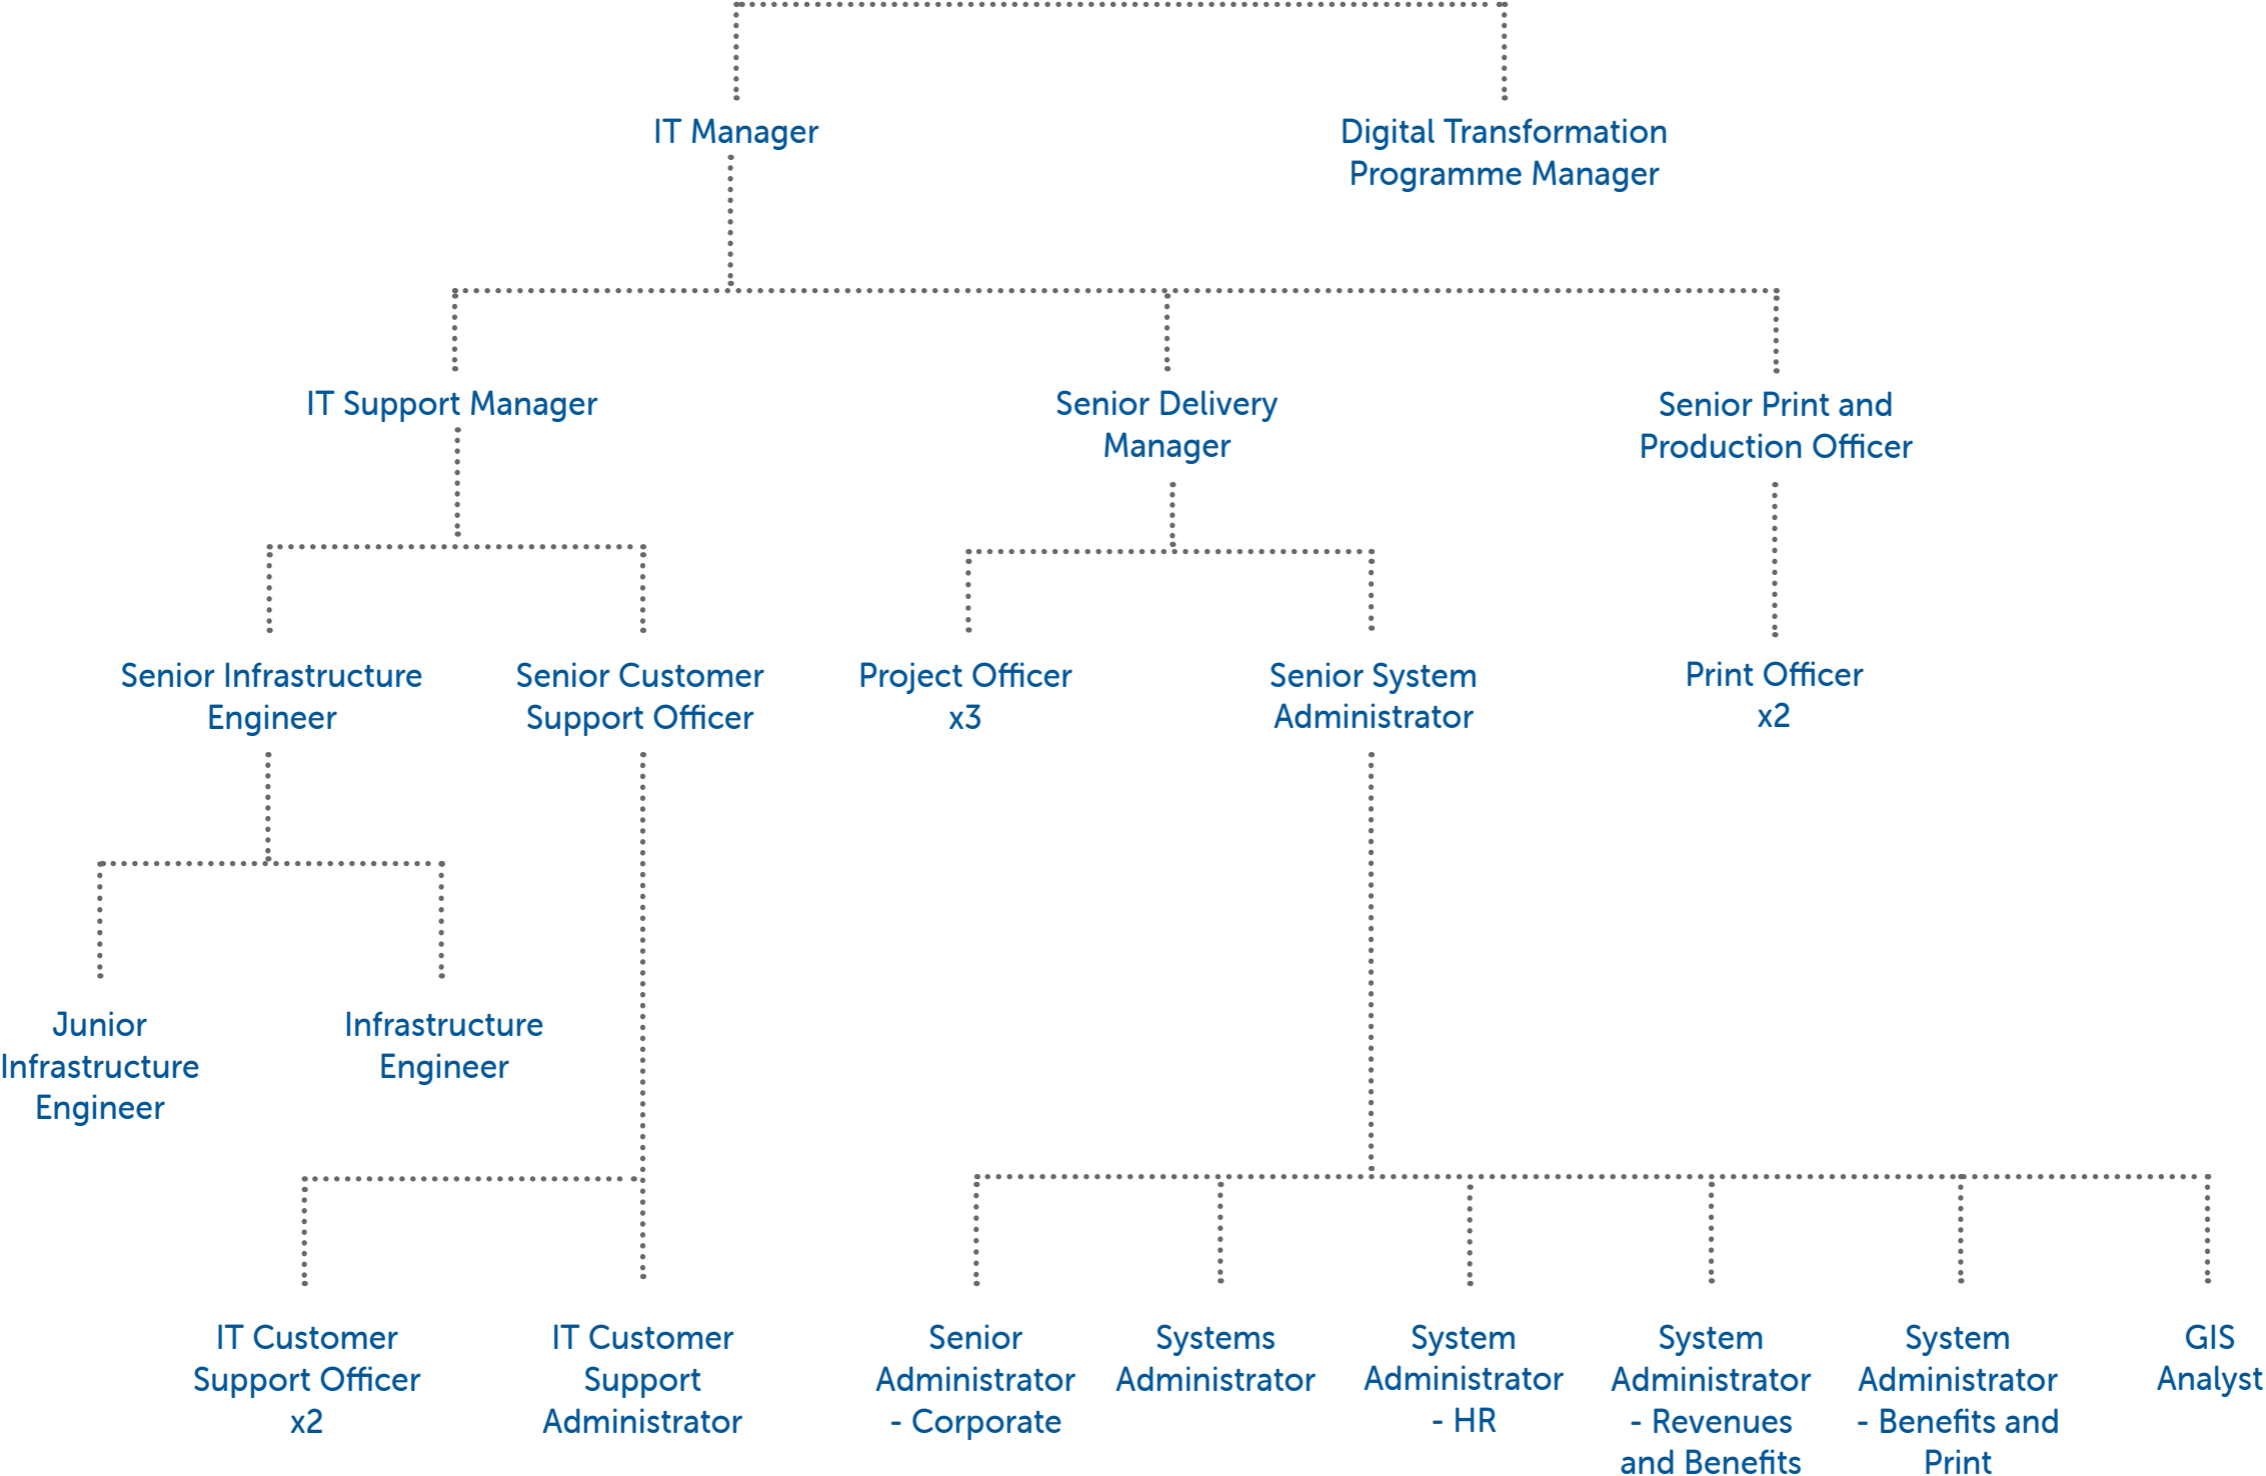 IT Manager
Digital Transformation
Programme Manager
IT Support Manager
Senior Delivery
Manager
Senior Print and
Production Officer
Senior Infrastructure
Engineer
Senior Customer
Support Officer
Project Officer
x3
Senior System
Administrator
Print Officer
x2
Junior
Infrastructure
Engineer
Infrastructure
Engineer
IT Customer
Support Officer
x2
IT Customer
Support
Administrator
Senior
Administrator
- Corporate
Systems
Administrator
System
Administrator
- HR
System
Administrator
- Revenues
and Benefits
System
Administrator
- Benefits and
Print
GIS
Analyst